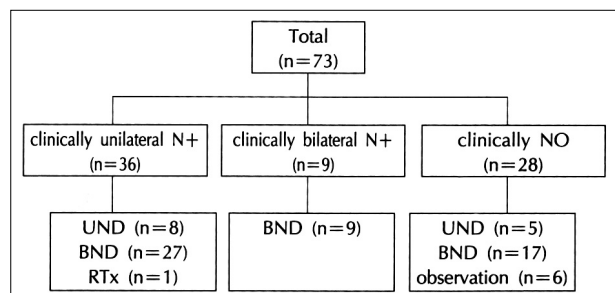 Total
(n=73)
clinically unilateral N+
(n=36)
clinically bilateral N+
(n=9)
clinically NO
(n=28)
UND (n=8)
BND (n=27)
RTx (n=1)
BND (n=9)
UND (n=5)
BND (n=17)
observation (n=6)